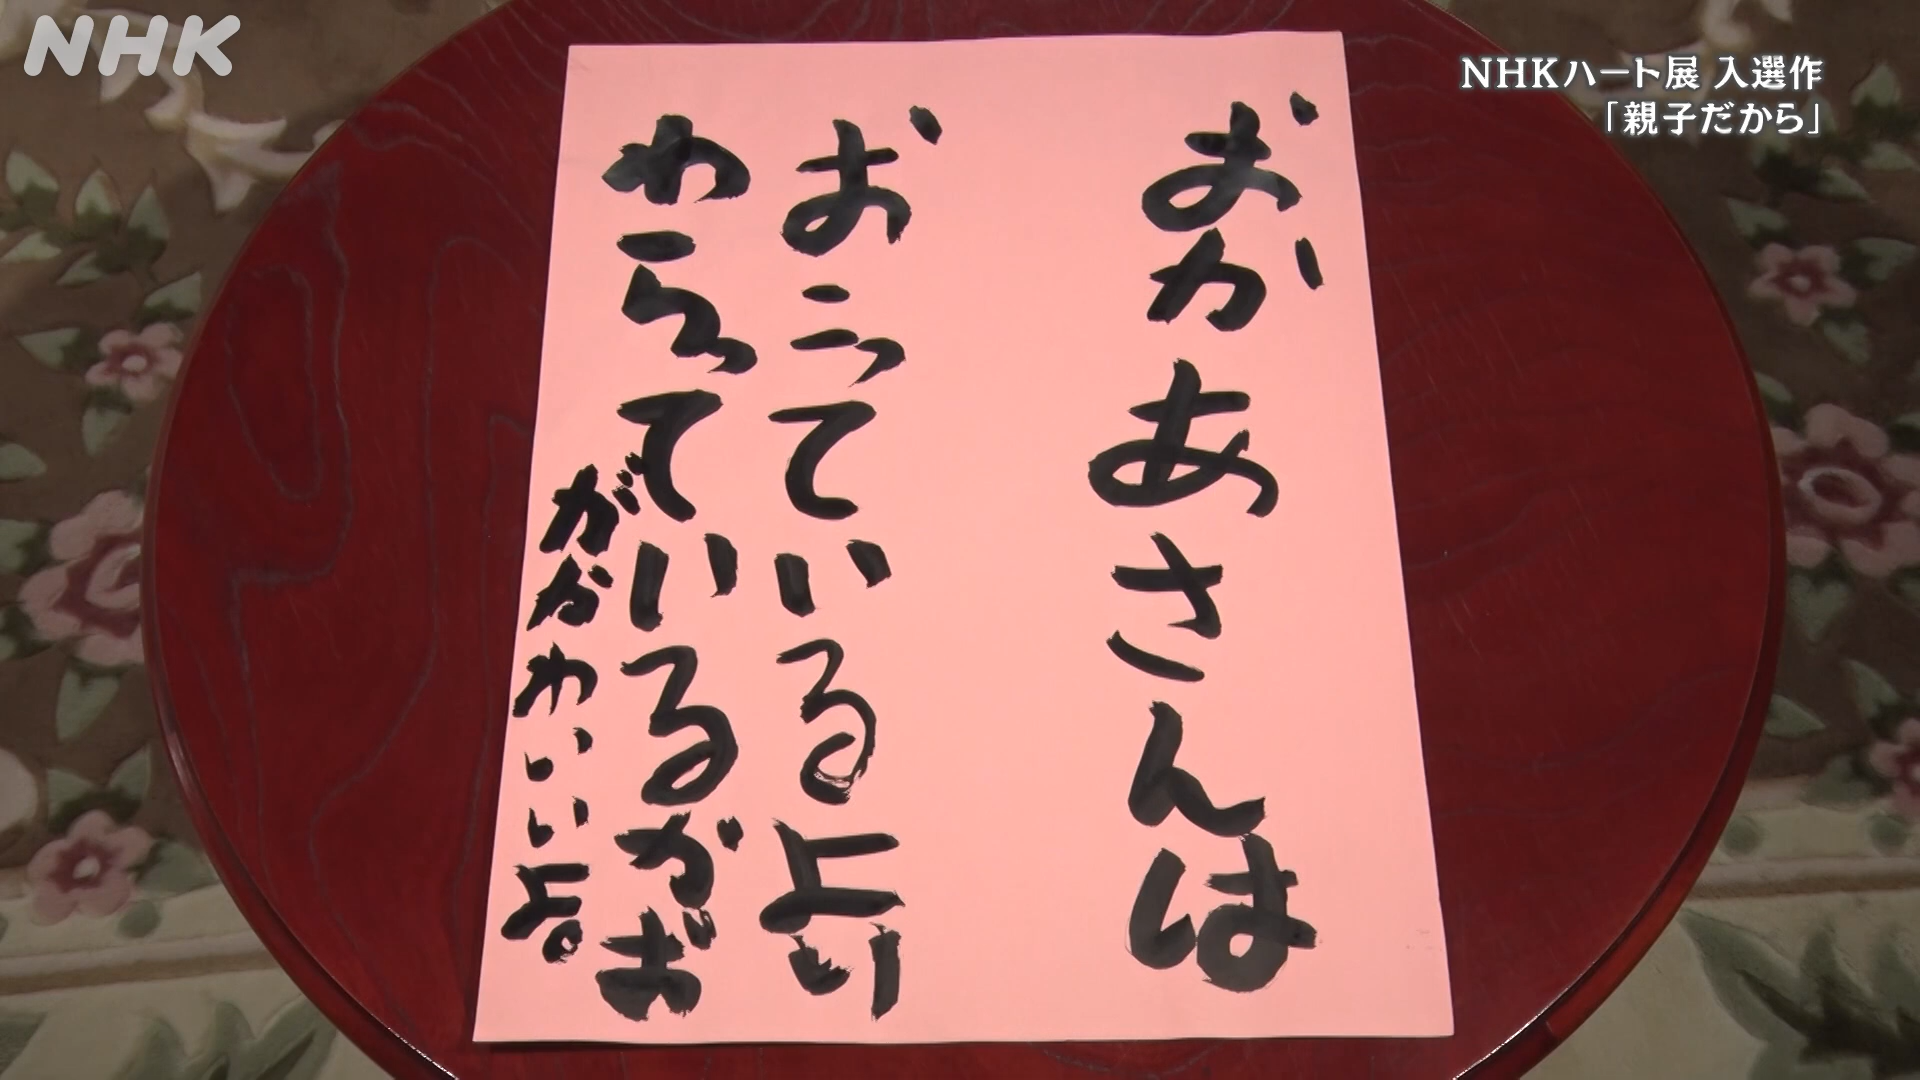 NHK
NHKハート展 入選作
「親子だから」
おかあさんは
おこっているより
わらっているがお
がかわいいよ。